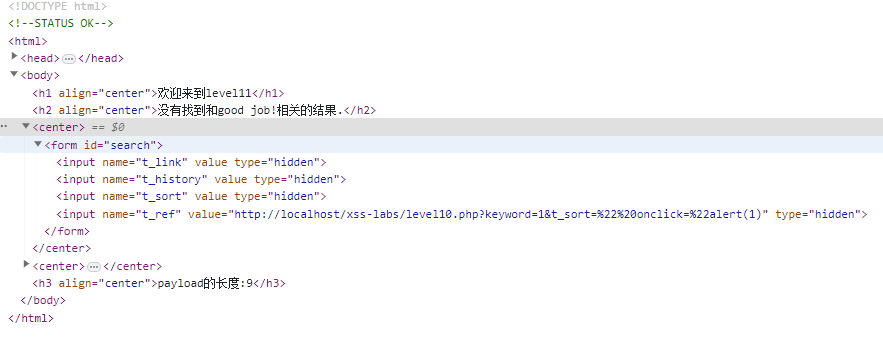 <!DOCTYPE html>
<!--STATUS OK-->
<html>
<head>…</head>
<body>
<h1 align="center">欢迎来到level11</h1>
<h2 align="center">没有找到和good job!相关的结果.</h2>
<center> == $0
<form id="search">
<input name="t_link" value type="hidden">
<input name="t_history" value type="hidden">
<input name="t_sort" value type="hidden">
<input name="t_ref" value="http://localhost/xss-labs/level10.php?keyword=1&t_sort=%22%20onclick=%22alert(1)" type="hidden">
</form>
</center>
<center>…</center>
<h3 align="center">payload的长度:9</h3>
</body>
</html>